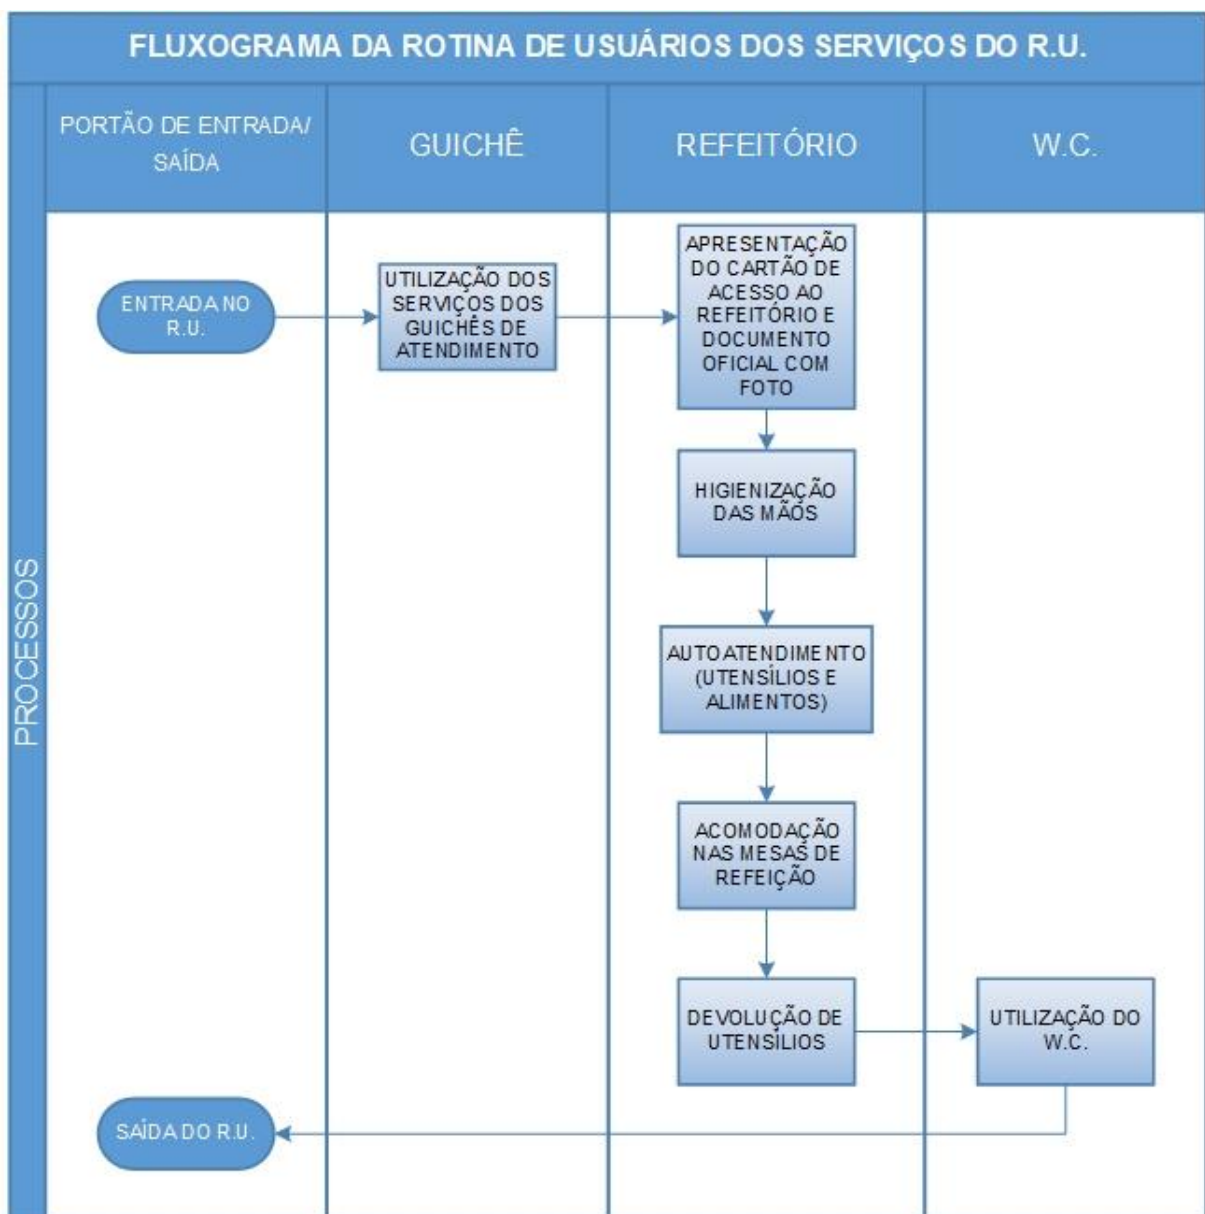 FLUXOGRAMA DA ROTINA DE USUÁRIOS DOS SERVIÇOS DO R.U.
PROCESSOS
PORTÃO DE ENTRADA/
SAÍDA
GUICHÊ
REFEITÓRIO
W.C.
ENTRADA NO
R.U.
UTILIZAÇÃO DOS
SERVIÇOS DOS
GUICHÊS DE
ATENDIMENTO
APRESENTAÇÃO
DO CARTÃO DE
ACESSO AO
REFEITÓRIO E
DOCUMENTO
OFICIAL COM
FOTO
HIGIENIZAÇÃO
DAS MÃOS
AUTOATENDIMENTO
(UTENSÍLIOS E
ALIMENTOS)
ACOMODAÇÃO
NAS MESAS DE
REFEIÇÃO
DEVOLUÇÃO DE
UTENSÍLIOS
UTILIZAÇÃO DO
W.C.
SAÍDA DO R.U.